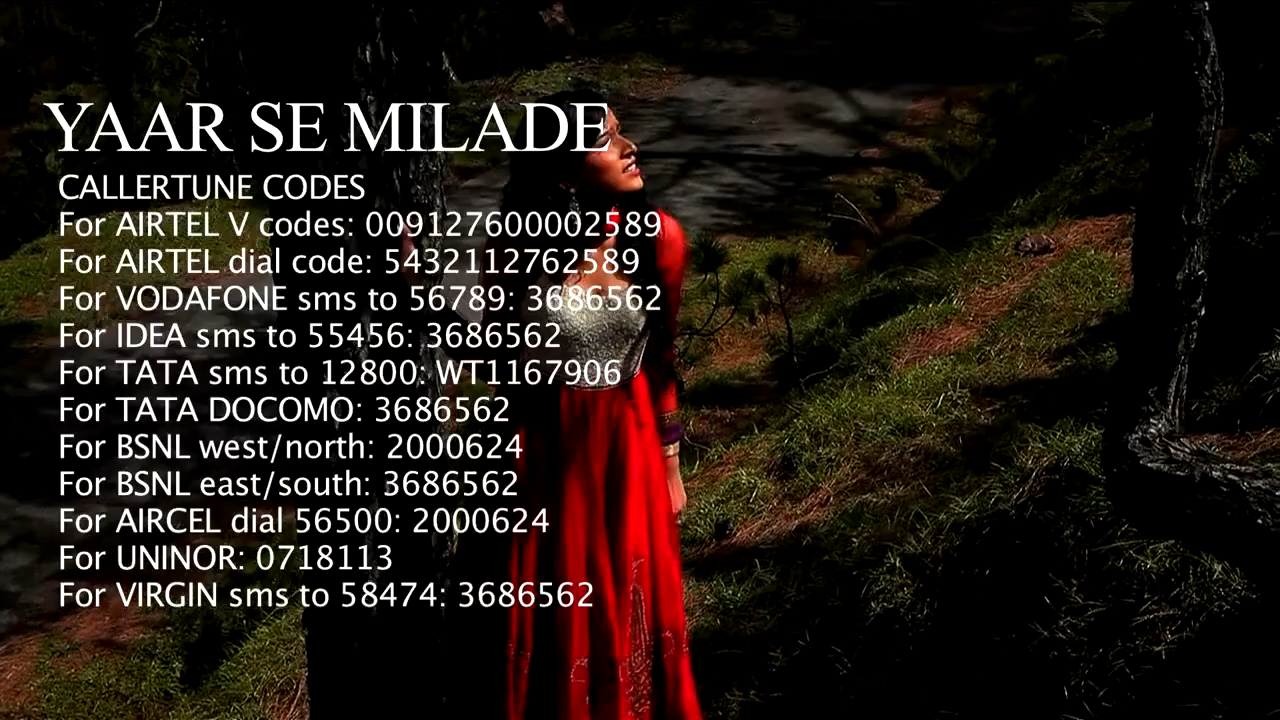 YAAR SE MILADE
CALLERTUNE CODES
For AIRTEL V codes: 009127600002589
For AIRTEL dial code: 5432112762589
For VODAFONE sms to 56789: 3686562
For IDEA sms to 55456: 3686562
For TATA sms to 12800: WT1167906
For TATA DOCOMO: 3686562
For BSNL west/north: 2000624
For BSNL east/south: 3686562
For AIRCEL dial 56500: 2000624
For UNINOR: 0718113
For VIRGIN sms to 58474: 3686562